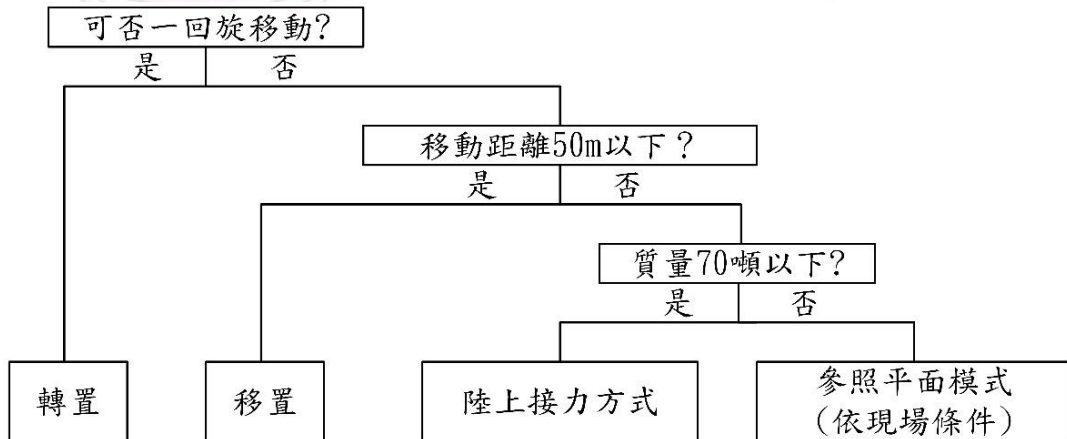 可否一回旋移動?
是 否
移動距離50m以下?
是 否
質量70噸以下?
是 否
轉置 移置 陸上接力方式 參照平面模式
(依現場條件)